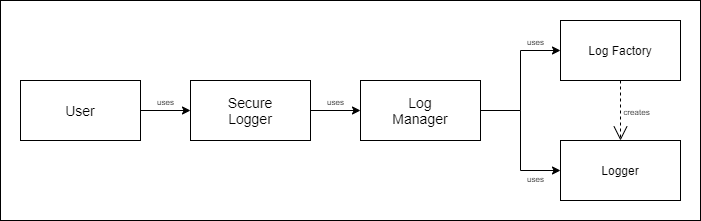 User
uses
Secure
Logger
uses
Log
Manager
uses
Log Factory
creates
uses
Logger